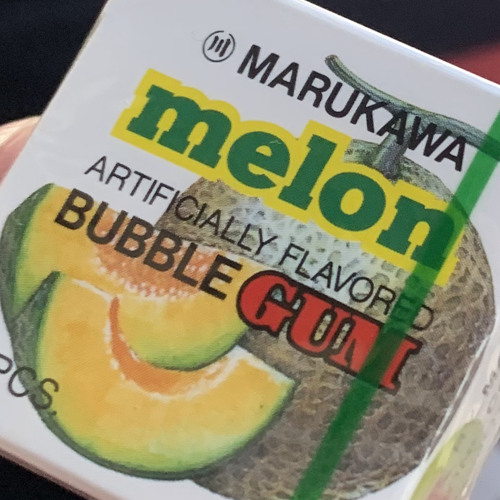 MARUKAWA
melon
ARTIFICIALLY FLAVORED
BUBBLE GUM
PCS.